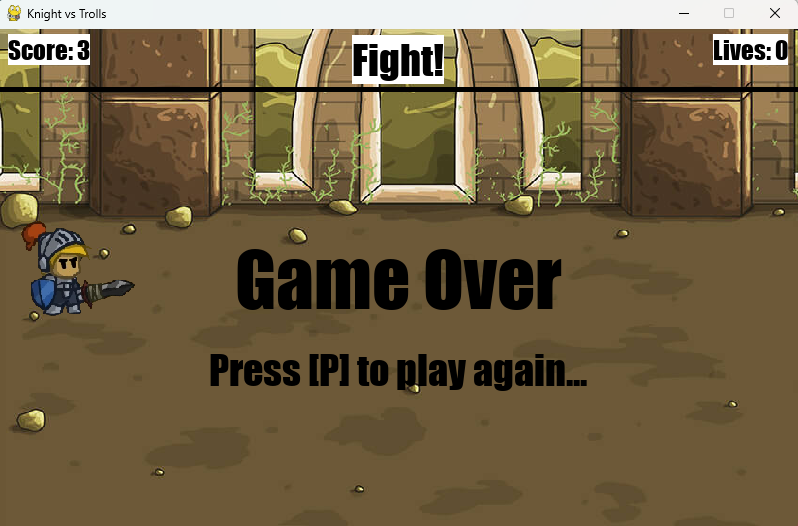 Knight vs Trolls
Score: 3
Fight!
Lives: 0
Game Over
Press [P] to play again...